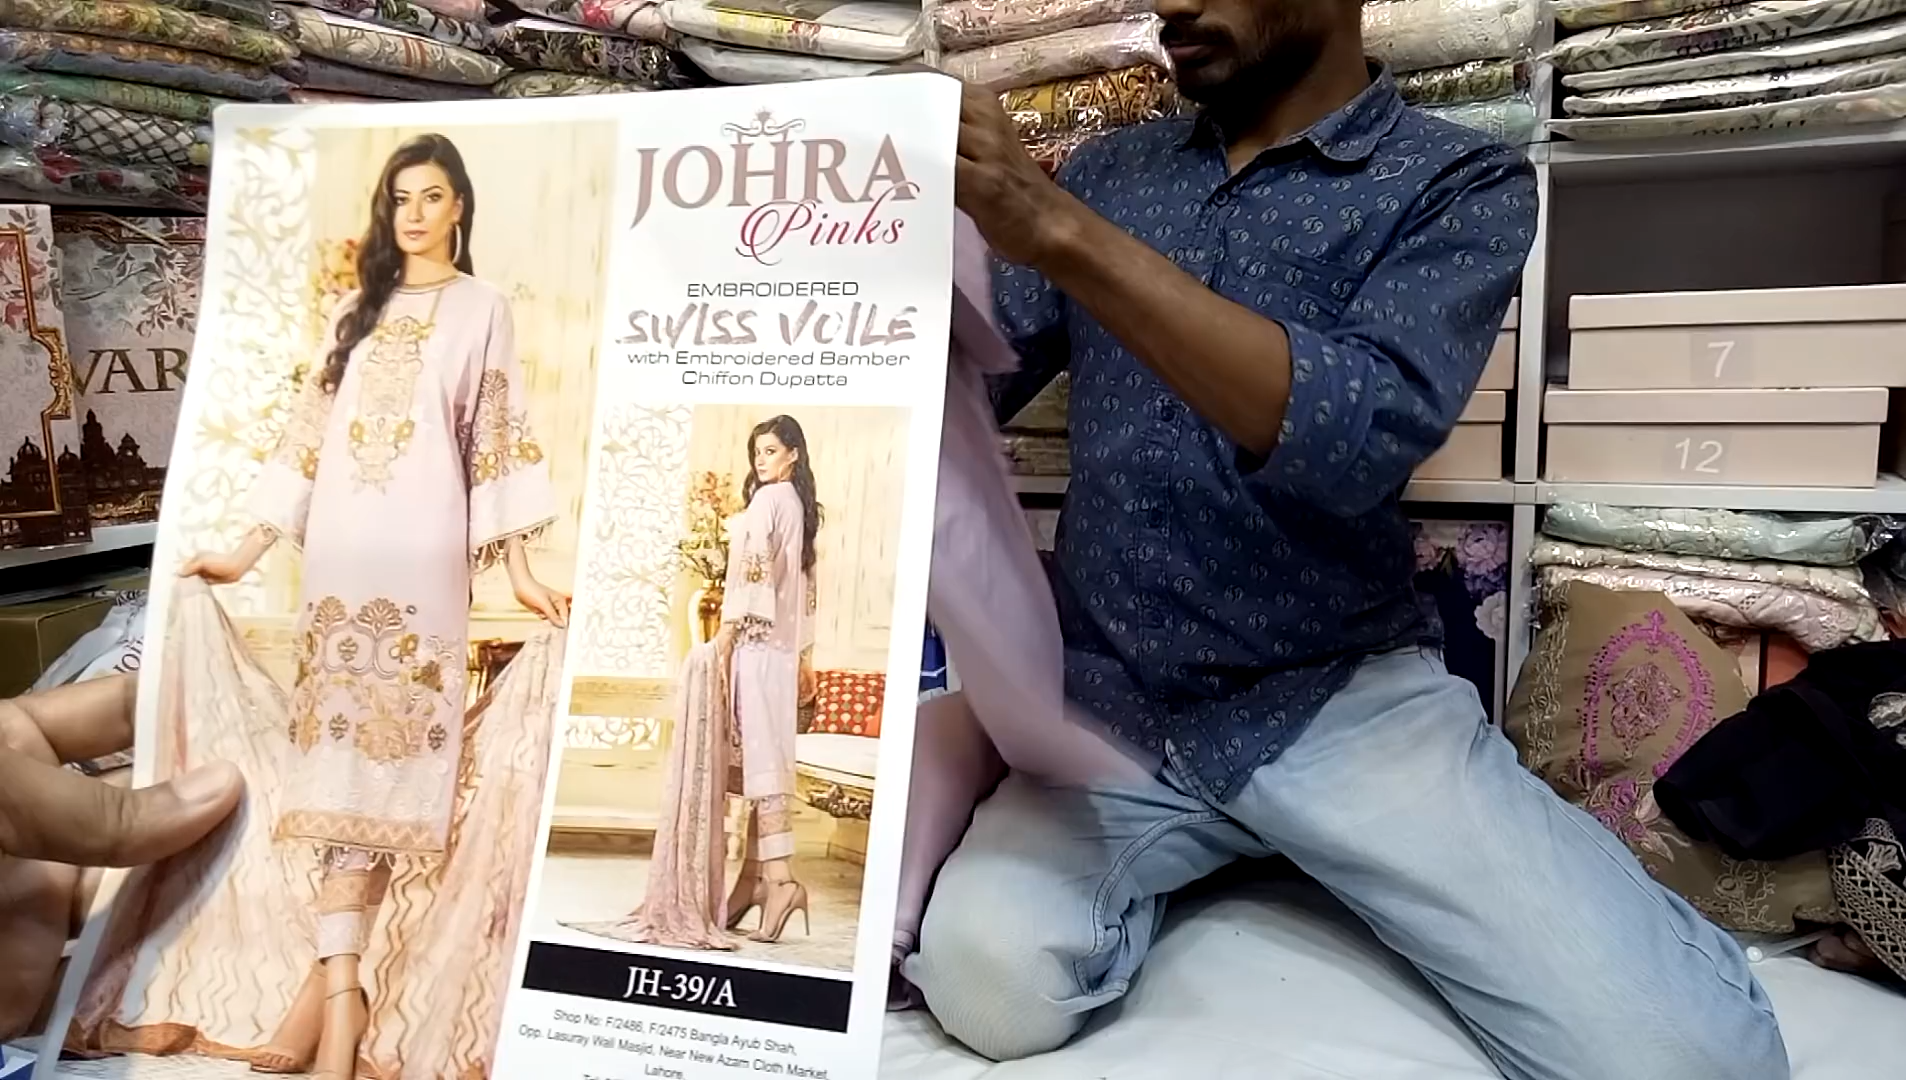 JOHRA
Pinks
EMBROIDERED
SWISS VOILE
with Embroidered Bamber
Chiffon Dupatta
JH-39/A
Shop No: F/2486, F/2475 Bangla Ayub Shah,
Opp. Lasuray Wali Masjid, Near New Azam Cloth Market,
Lahore.
VAR
7
12